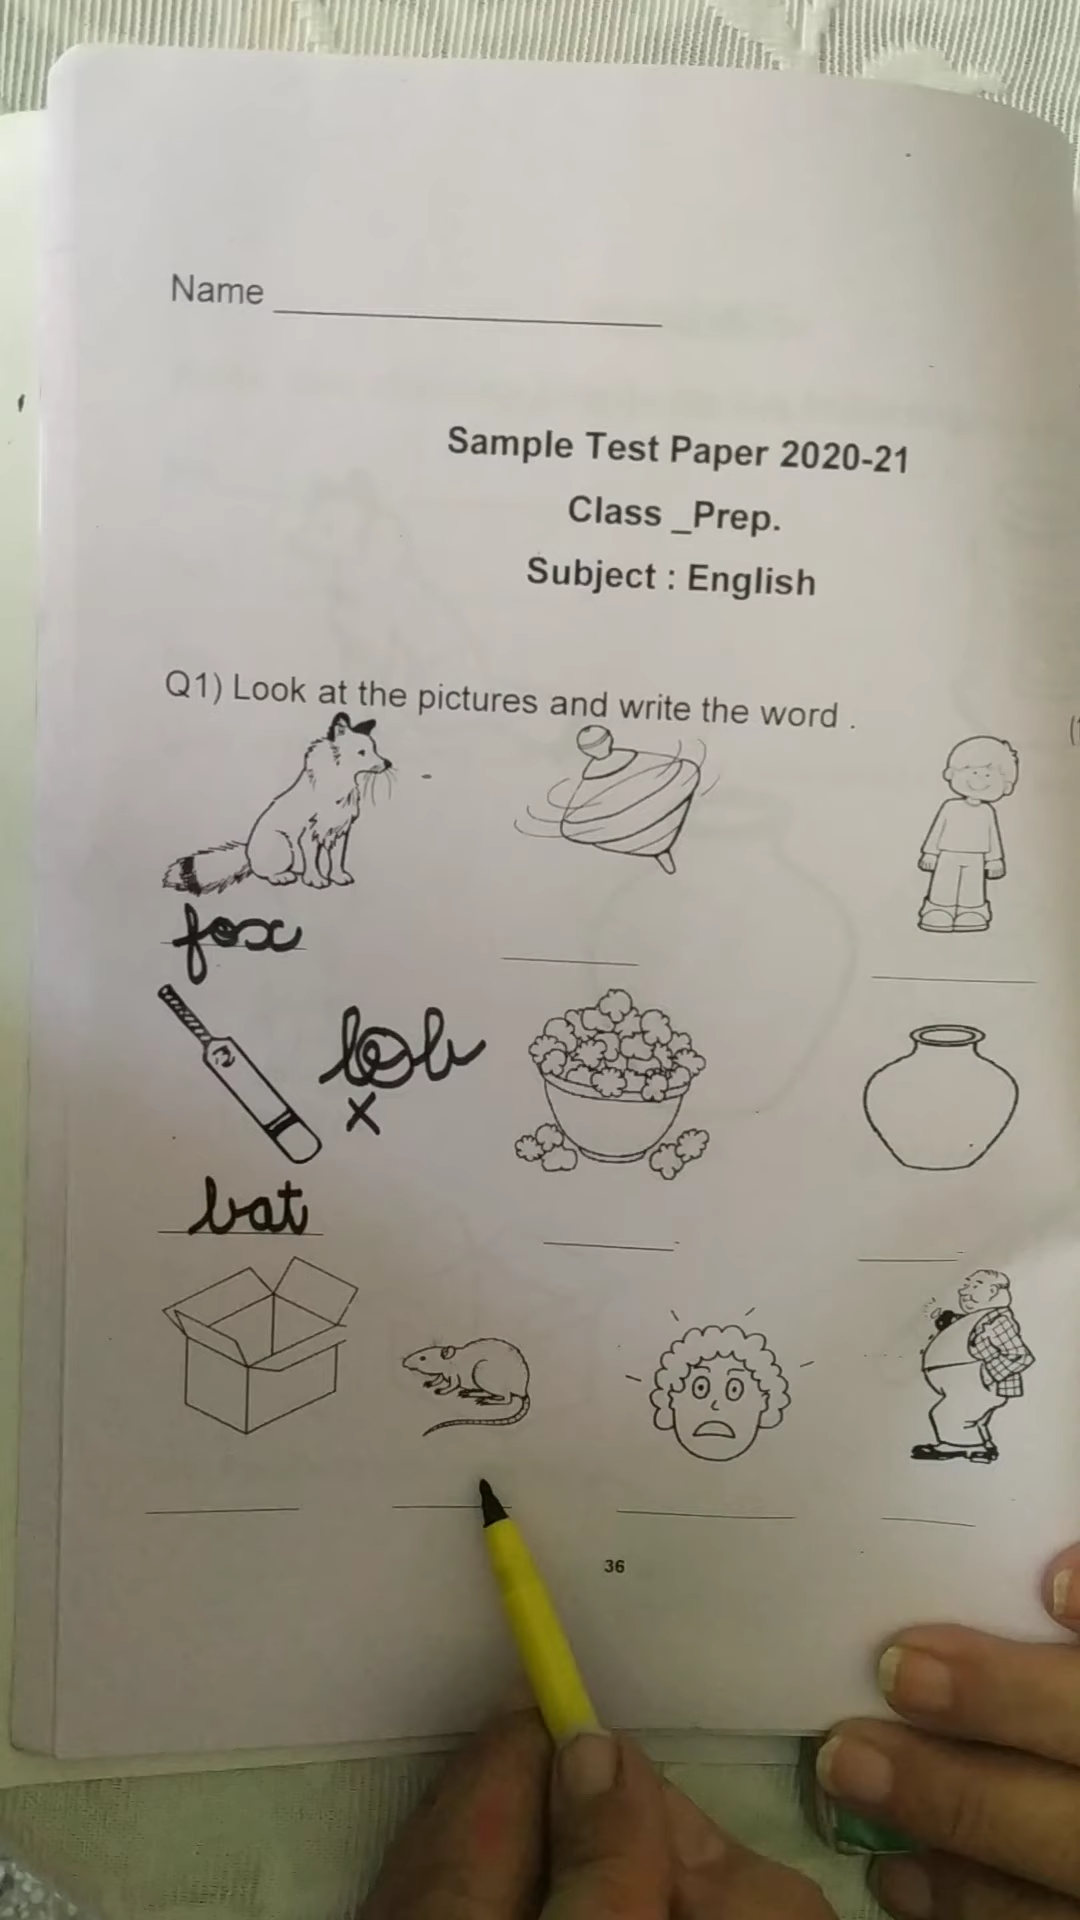 Name
Sample Test Paper 2020-21
Class _Prep.
Subject : English
Q1) Look at the pictures and write the word .
fox
bat
36